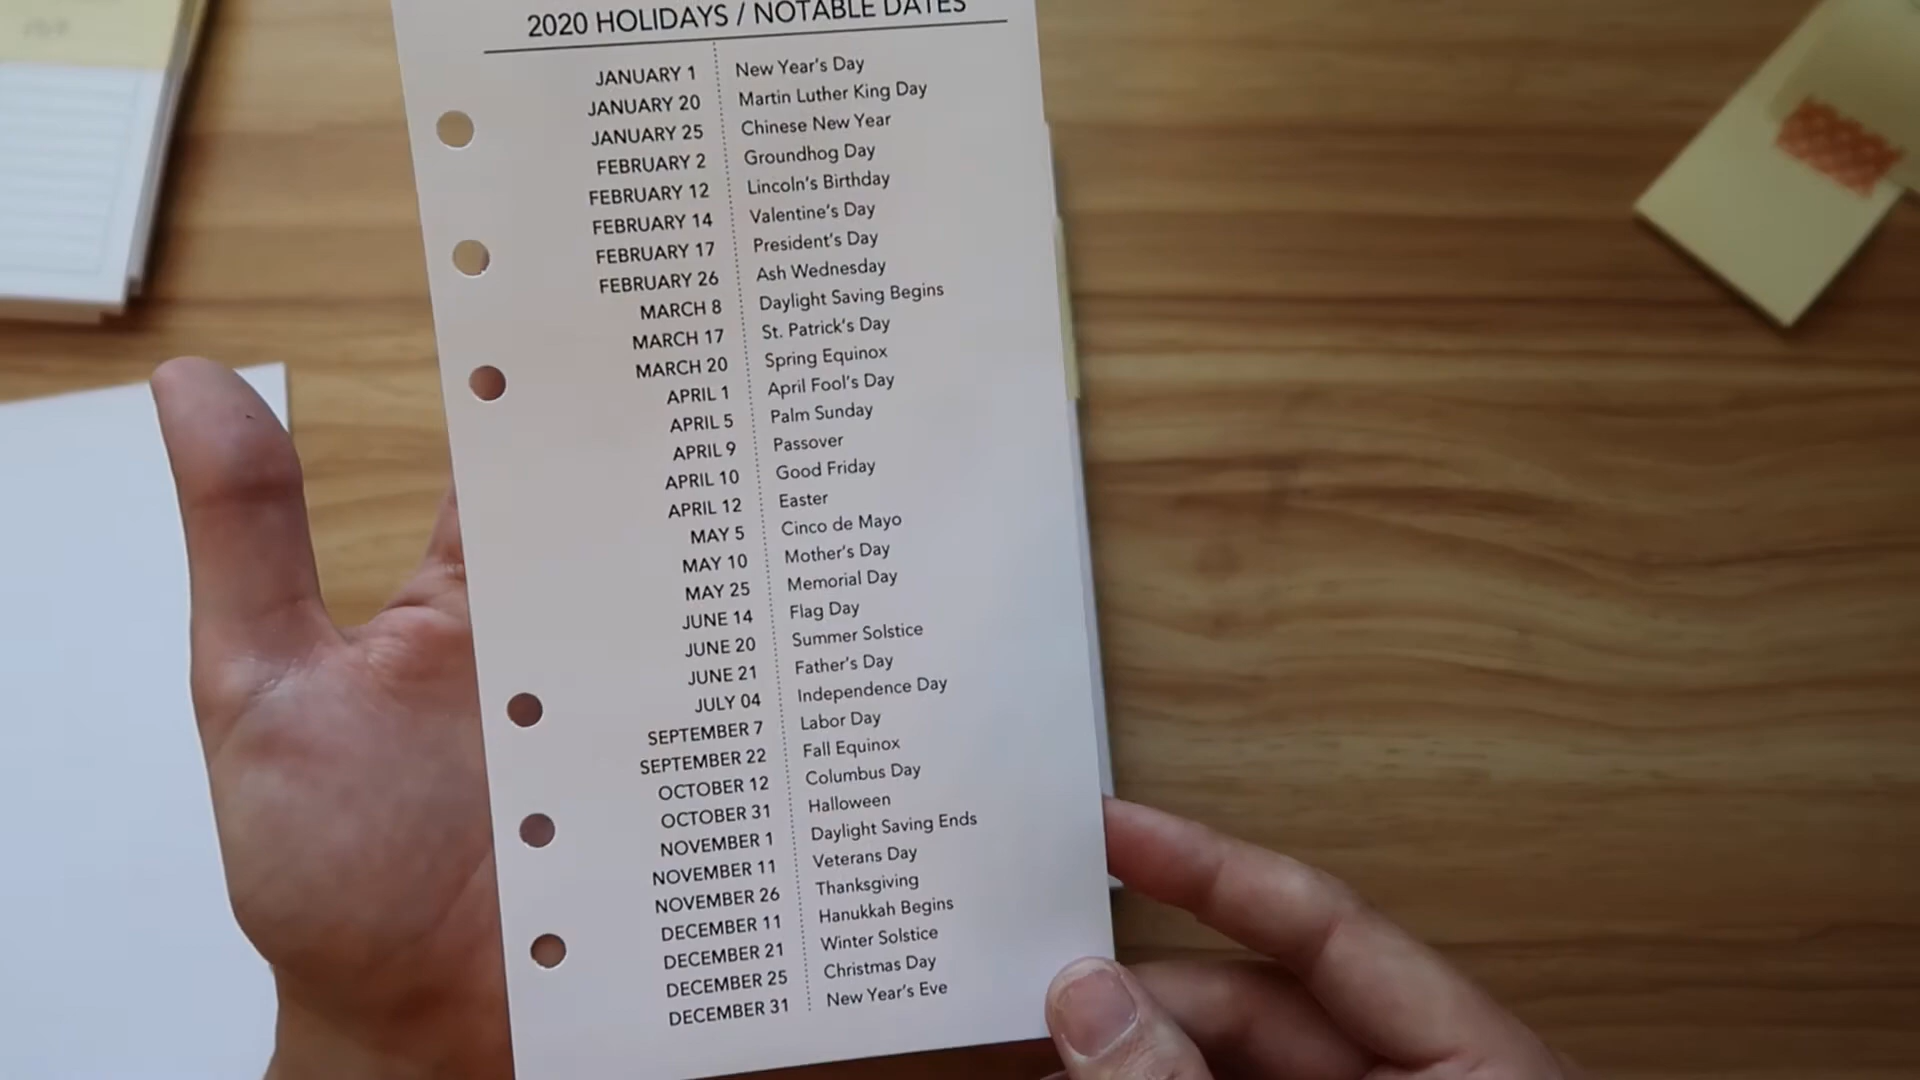 2020 HOLIDAYS / NOTABLE DATES
JANUARY 1 New Year's Day
JANUARY 20 Martin Luther King Day
JANUARY 25 Chinese New Year
FEBRUARY 2 Groundhog Day
FEBRUARY 12 Lincoln's Birthday
FEBRUARY 14 Valentine's Day
FEBRUARY 17 President's Day
FEBRUARY 26 Ash Wednesday
MARCH 8 Daylight Saving Begins
MARCH 17 St. Patrick's Day
MARCH 20 Spring Equinox
APRIL 1 April Fool's Day
APRIL 5 Palm Sunday
APRIL 9 Passover
APRIL 10 Good Friday
APRIL 12 Easter
MAY 5 Cinco de Mayo
MAY 10 Mother's Day
MAY 25 Memorial Day
JUNE 14 Flag Day
JUNE 20 Summer Solstice
JUNE 21 Father's Day
JULY 04 Independence Day
SEPTEMBER 7 Labor Day
SEPTEMBER 22 Fall Equinox
OCTOBER 12 Columbus Day
OCTOBER 31 Halloween
NOVEMBER 1 Daylight Saving Ends
NOVEMBER 11 Veterans Day
NOVEMBER 26 Thanksgiving
DECEMBER 11 Hanukkah Begins
DECEMBER 21 Winter Solstice
DECEMBER 25 Christmas Day
DECEMBER 31 New Year's Eve